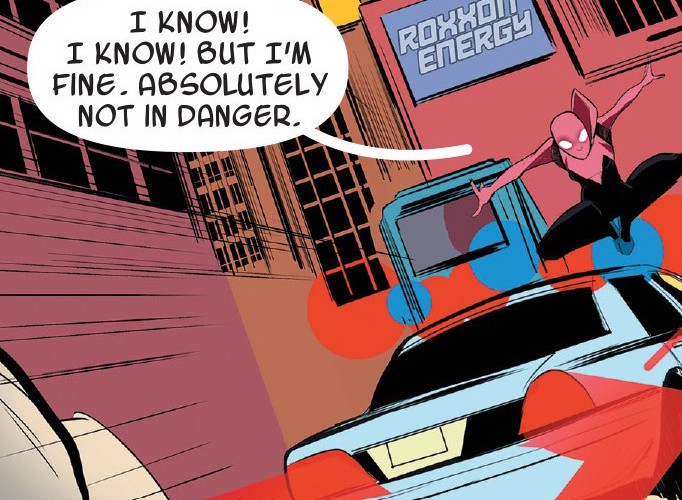 I KNOW!
I KNOW! BUT I'M
FINE. ABSOLUTELY
NOT IN DANGER.
ROXXON
ENERGY